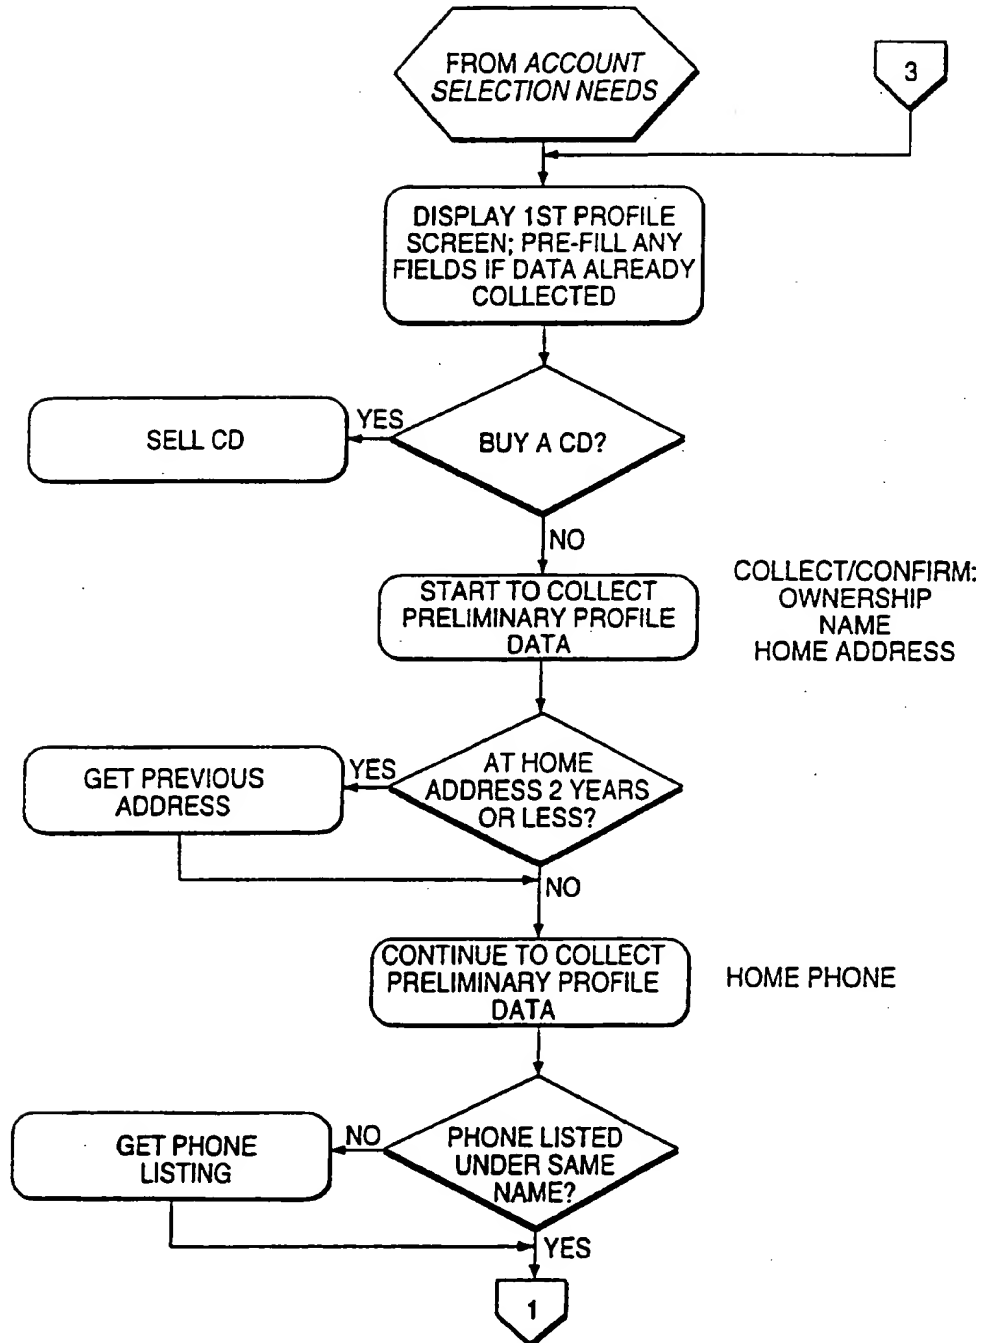 FROM ACCOUNT
SELECTION NEEDS
3
DISPLAY 1ST PROFILE
SCREEN; PRE-FILL ANY
FIELDS IF DATA ALREADY
COLLECTED
YES
SELL CD
BUY A CD?
NO
START TO COLLECT
PRELIMINARY PROFILE
DATA
COLLECT/CONFIRM:
OWNERSHIP
NAME
HOME ADDRESS
GET PREVIOUS
ADDRESS
YES
AT HOME
ADDRESS 2 YEARS
OR LESS?
NO
CONTINUE TO COLLECT
PRELIMINARY PROFILE
DATA
HOME PHONE
GET PHONE
LISTING
NO
PHONE LISTED
UNDER SAME
NAME?
YES
1